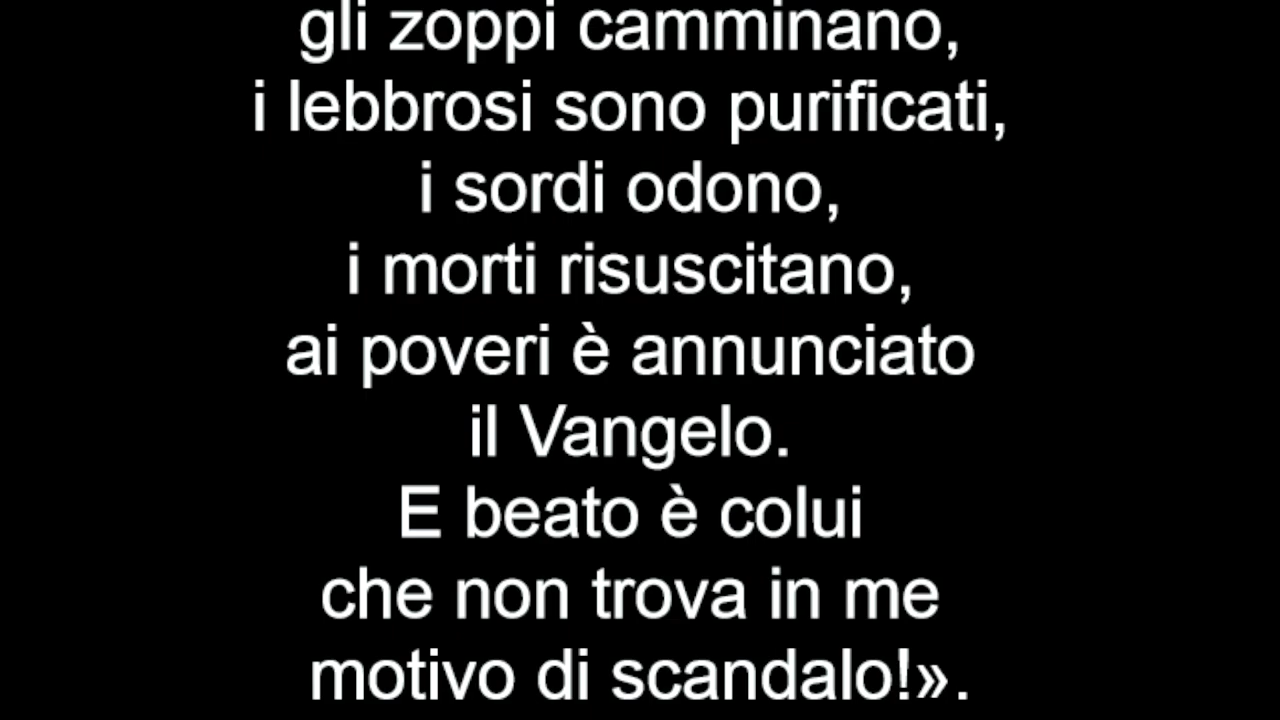 gli zoppi camminano,
i lebbrosi sono purificati,
i sordi odono,
i morti risuscitano,
ai poveri è annunciato
il Vangelo.
E beato è colui
che non trova in me
motivo di scandalo!».